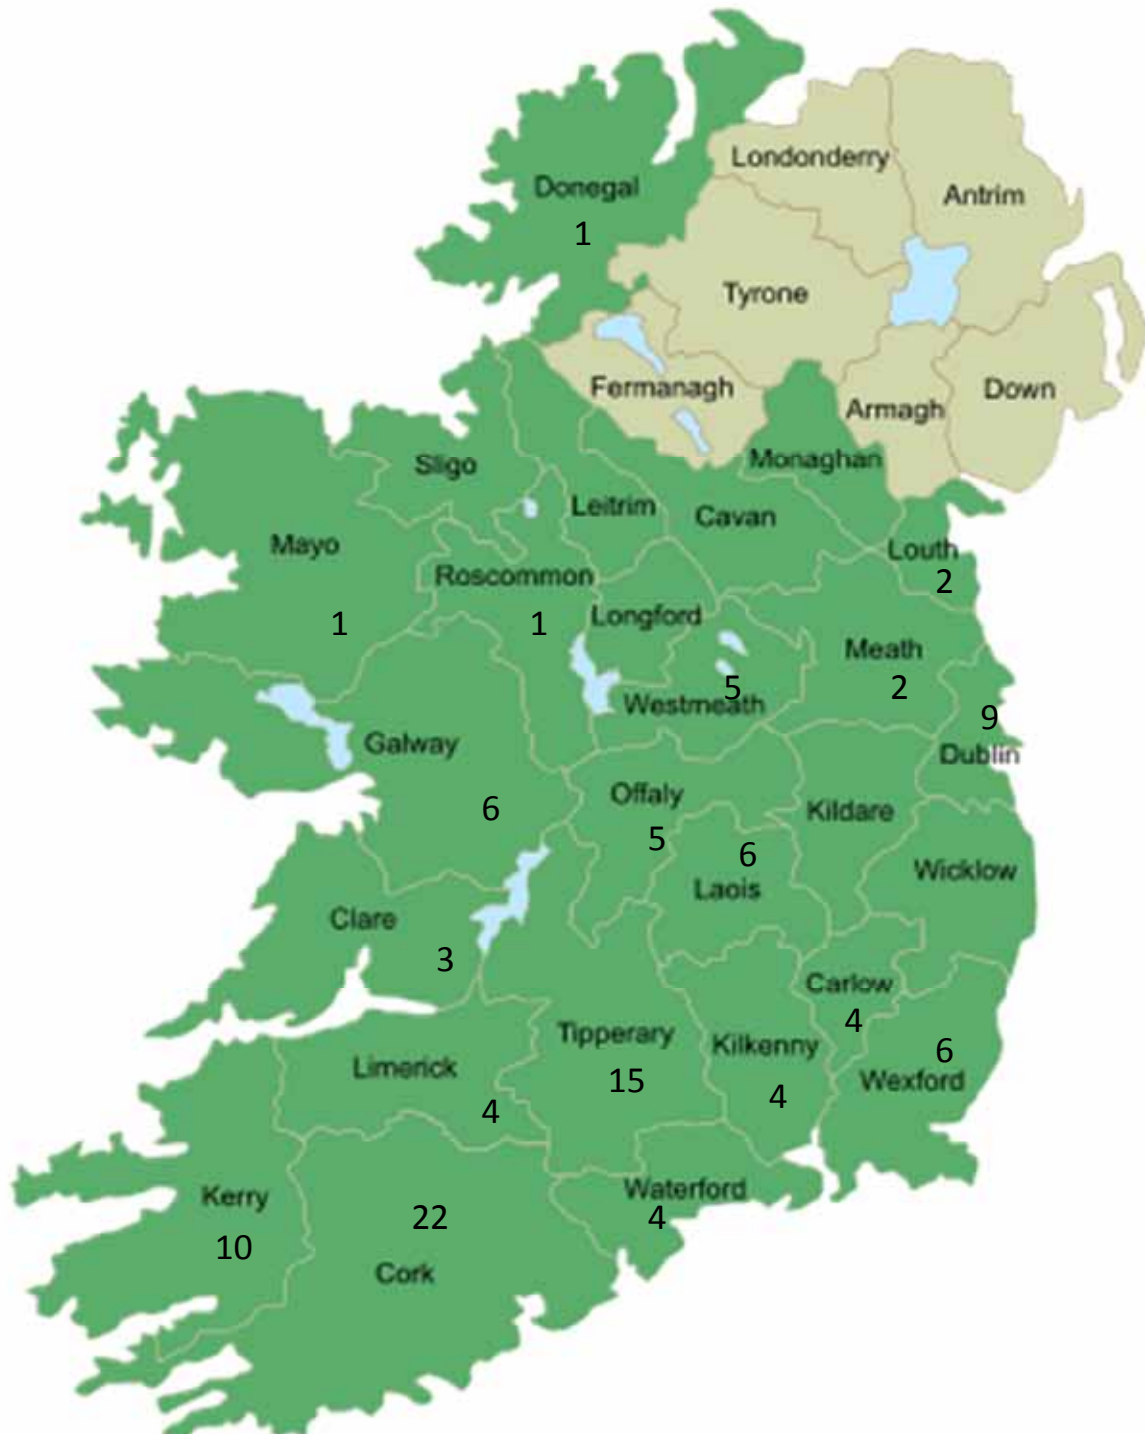 Londonderry
Donegal
Antrim
1
Tyrone
Fermanagh
Down
Armagh
Monaghan
Sligo
Leitrim
Cavan
Mayo
Louth
Roscommon
2
Longford
1
1
Meath
5
2
Westmeath
9
Galway
Dublin
Offaly
6
Kildare
5
6
Wicklow
Laois
Clare
3
Carlow
4
Tipperary
Kilkenny
6
Limerick
15
Wexford
4
4
Waterford
Kerry
22
4
10
Cork